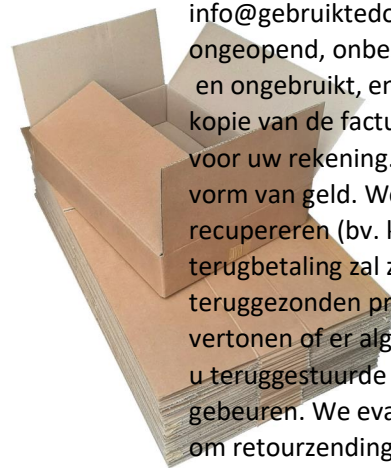 info@gebruiktedo
ongeopend, onbe
en ongebruikt, en
kopie van de factu
voor uw rekening.
vorm van geld. We
recupereren (bv.
terugbetaling zal z
teruggezonden pr
vertonen of er alg
u teruggestuurde
gebeuren. We eva
om retourzending